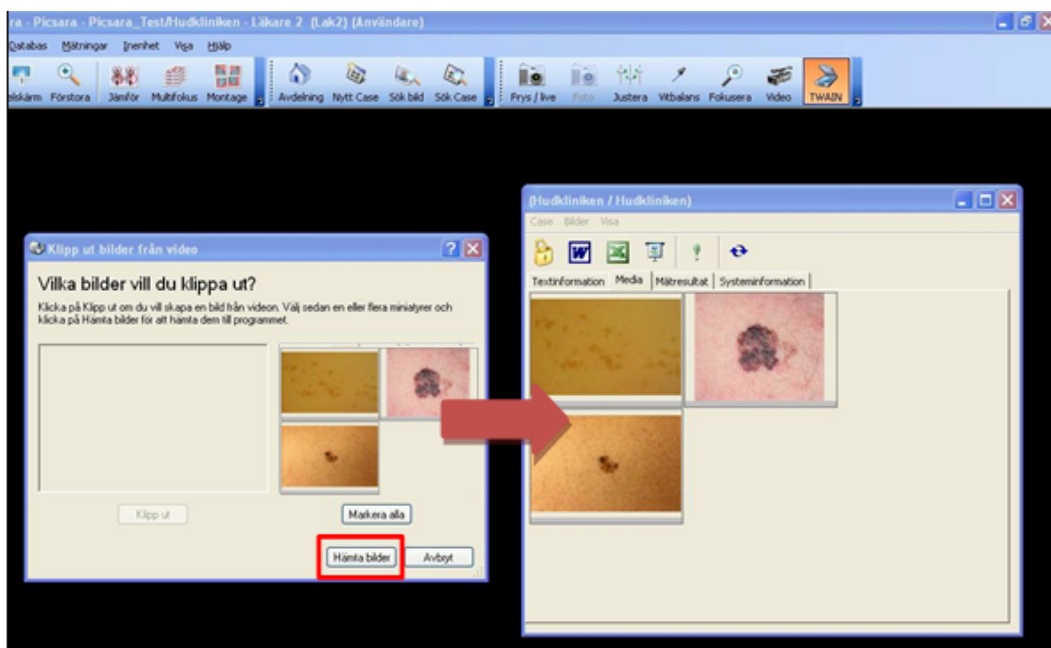 ra - Picsara - Picsara_Test/Hudkliniken - Läkare 2 (Lak2) (Användare)
Databas Mätningar Inenhet Visa Hjälp
elskärm Förstora Jämför Multifokus Montage Avdelning Nytt Case Sök bild Sök Case Frys / live Foto Justera Vitbalans Fokusera Video TWAIN
(Hudkliniken / Hudkliniken)
Case Bilder Visa
Textinformation Media Mätresultat Systeminformation
Klipp ut bilder från video
Vilka bilder vill du klippa ut?
Klicka på Klipp ut om du vill skapa en bild från videon. Välj sedan en eller flera miniatyrer och
klicka på Hämta bilder för att hämta dem till programmet.
Klipp ut
Markera alla
Hämta bilder
Avbryt